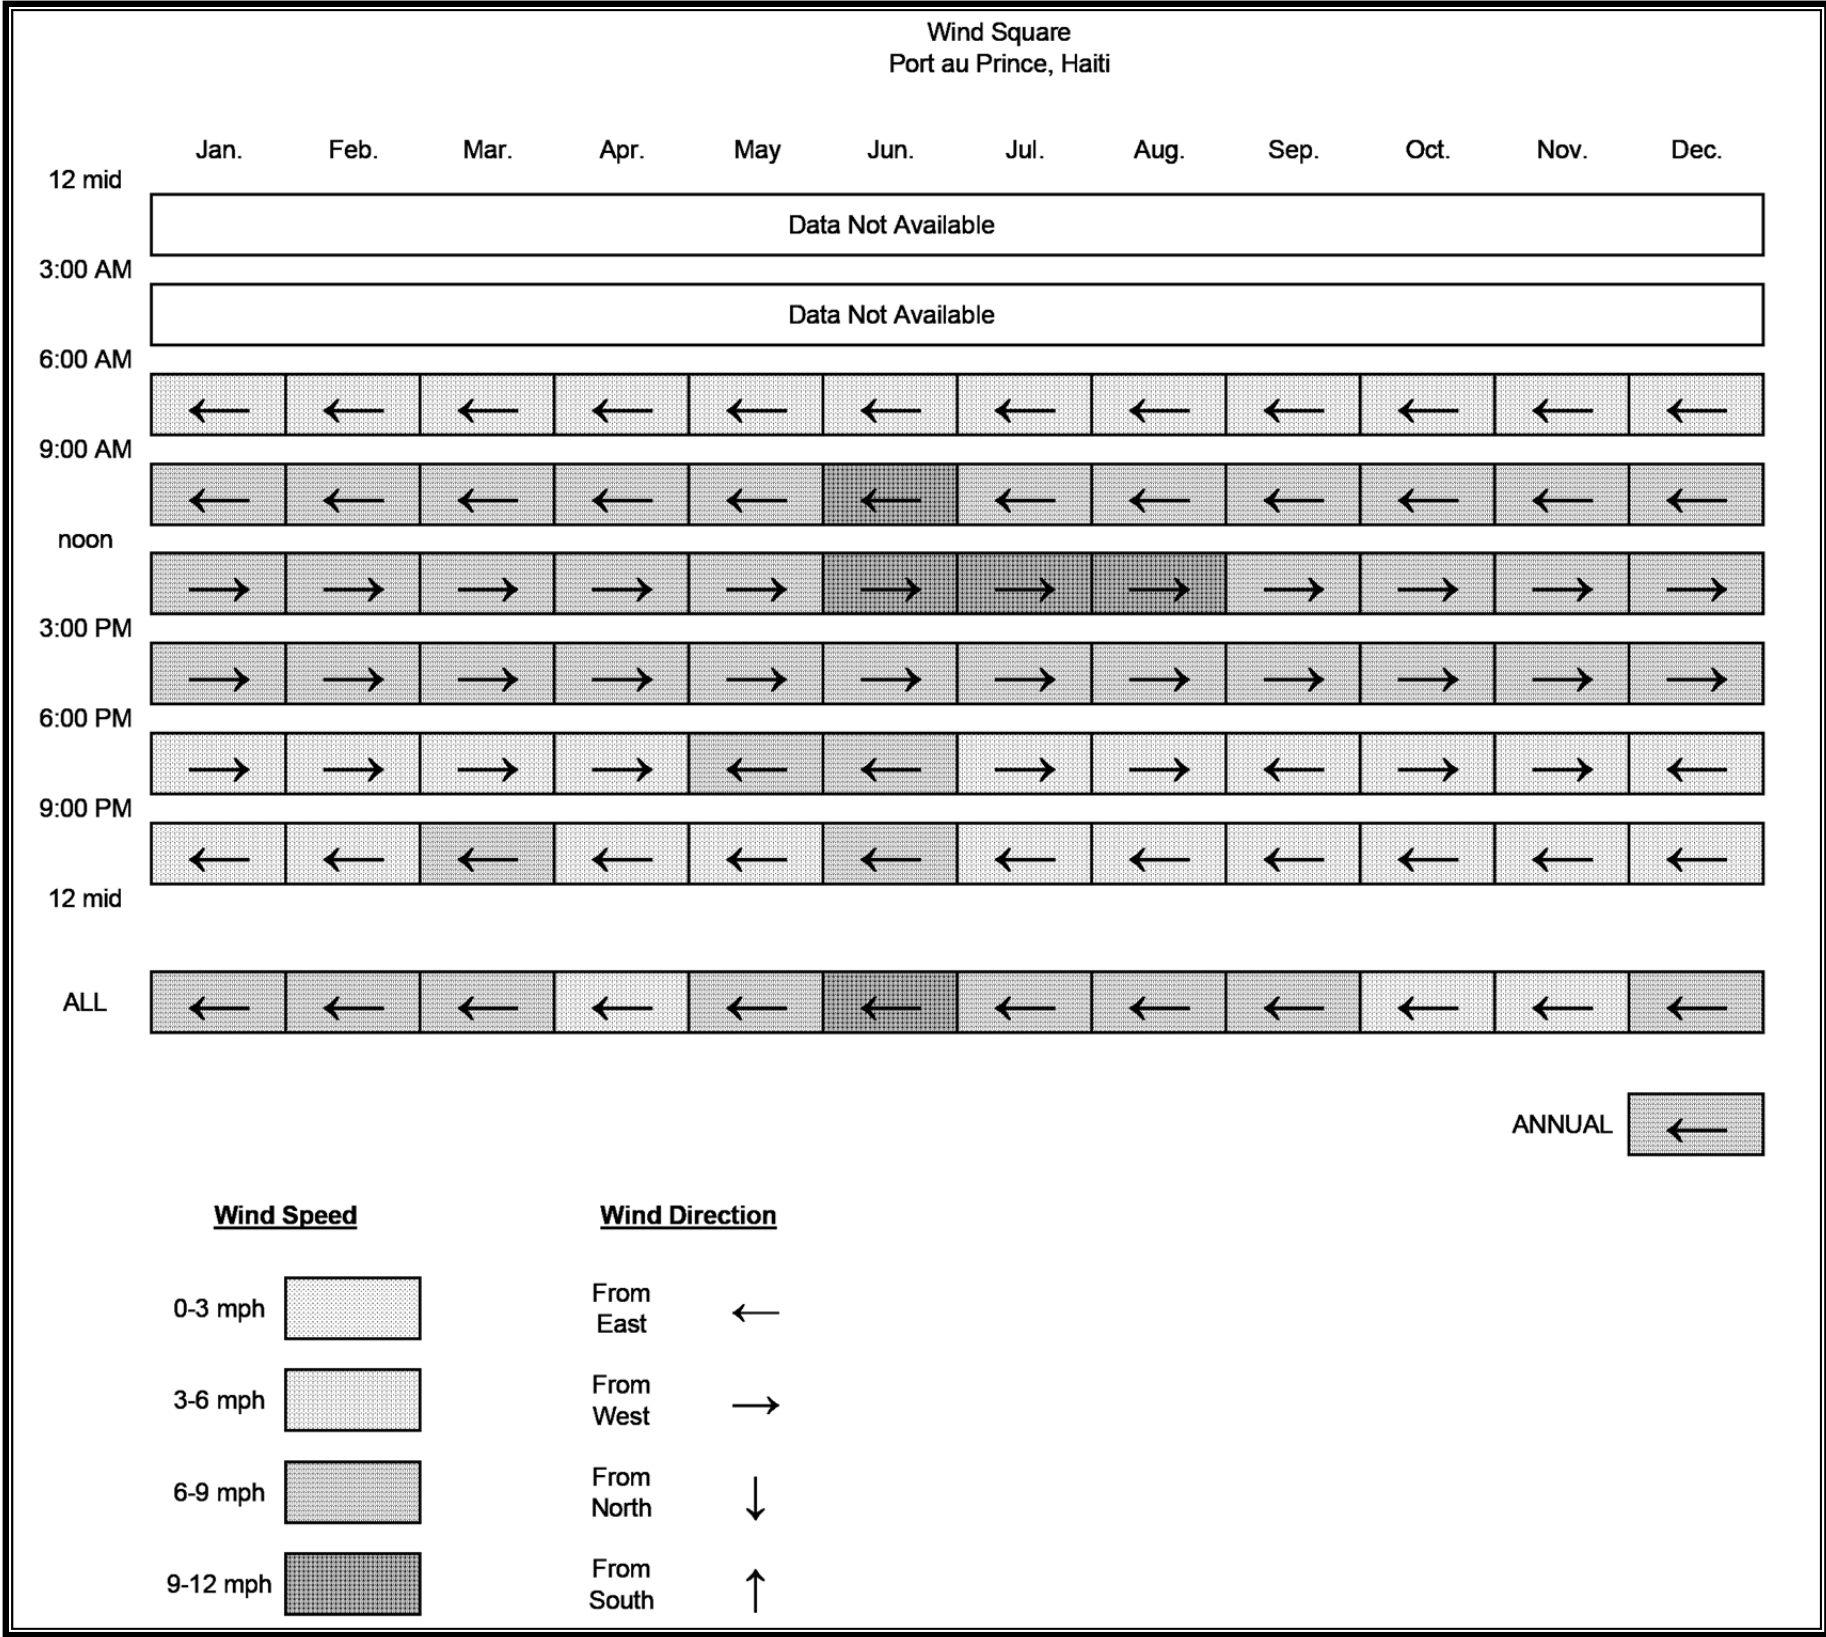 Wind Square
Port au Prince, Haiti
Jan. Feb. Mar. Apr. May Jun. Jul. Aug. Sep. Oct. Nov. Dec.
12 mid
Data Not Available
3:00 AM
Data Not Available
6:00 AM
9:00 AM
noon
3:00 PM
6:00 PM
9:00 PM
12 mid
ALL
ANNUAL
Wind Speed
0-3 mph
3-6 mph
6-9 mph
9-12 mph
Wind Direction
From
East
From
West
From
North
From
South